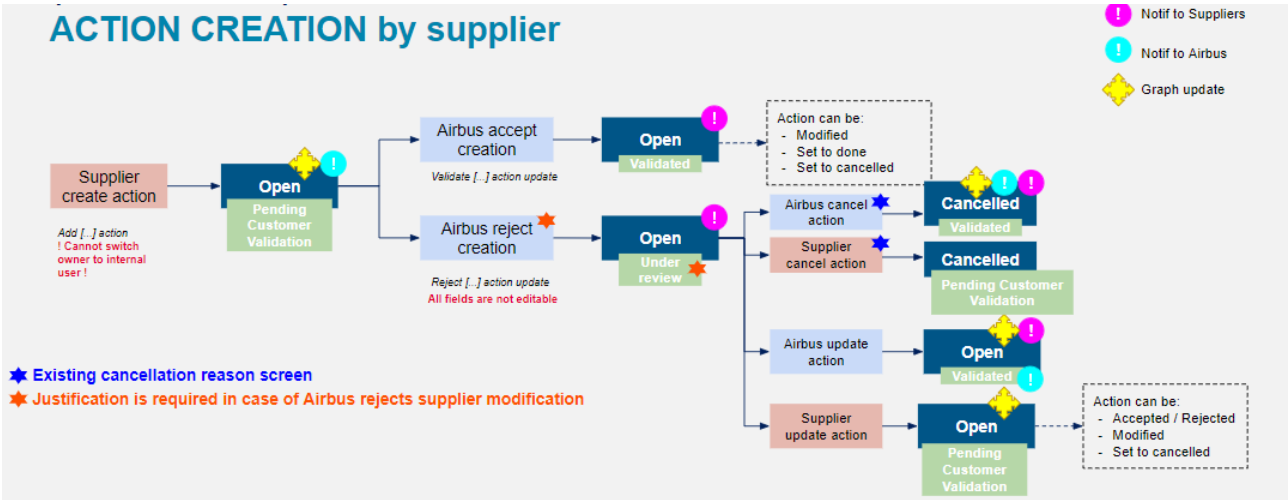 ACTION CREATION by supplier
! Notif to Suppliers
! Notif to Airbus
Graph update
Supplier
create action
Add [...] action
! Cannot switch
owner to internal
user !
!
Open
Pending
Customer
Validation
Airbus accept
creation
Validate [...] action update
!
Open
Validated
Action can be:
- Modified
- Set to done
- Set to cancelled
Airbus reject
creation
Reject [...] action update
All fields are not editable
!
Open
Under
review
Airbus cancel
action
! !
Cancelled
Validated
Supplier
cancel action
Cancelled
Pending Customer
Validation
Airbus update
action
!
Open
Validated !
Supplier
update action
Open
Pending
Customer
Validation
Action can be:
- Accepted / Rejected
- Modified
- Set to cancelled
Existing cancellation reason screen
Justification is required in case of Airbus rejects supplier modification